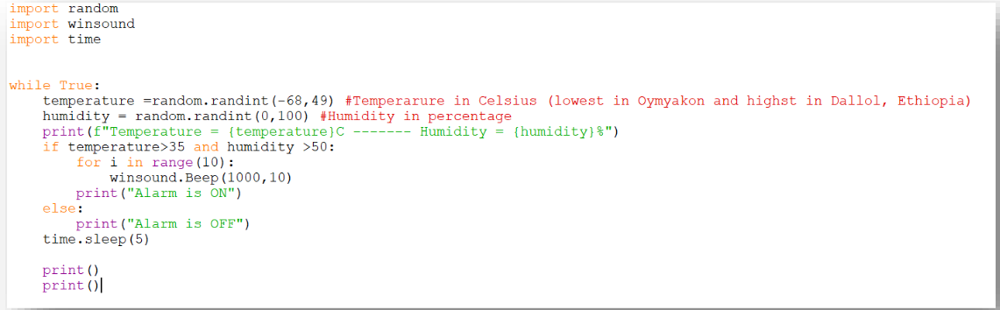 import random
import winsound
import time
while True:
    temperature =random.randint(-68,49) #Temperarure in Celsius (lowest in Oymyakon and highst in Dallol, Ethiopia)
    humidity = random.randint(0,100) #Humidity in percentage
    print(f"Temperature = {temperature}C ------- Humidity = {humidity}%")
    if temperature>35 and humidity >50:
        for i in range(10):
            winsound.Beep(1000,10)
        print("Alarm is ON")
    else:
        print("Alarm is OFF")
    time.sleep(5)
    print()
    print()